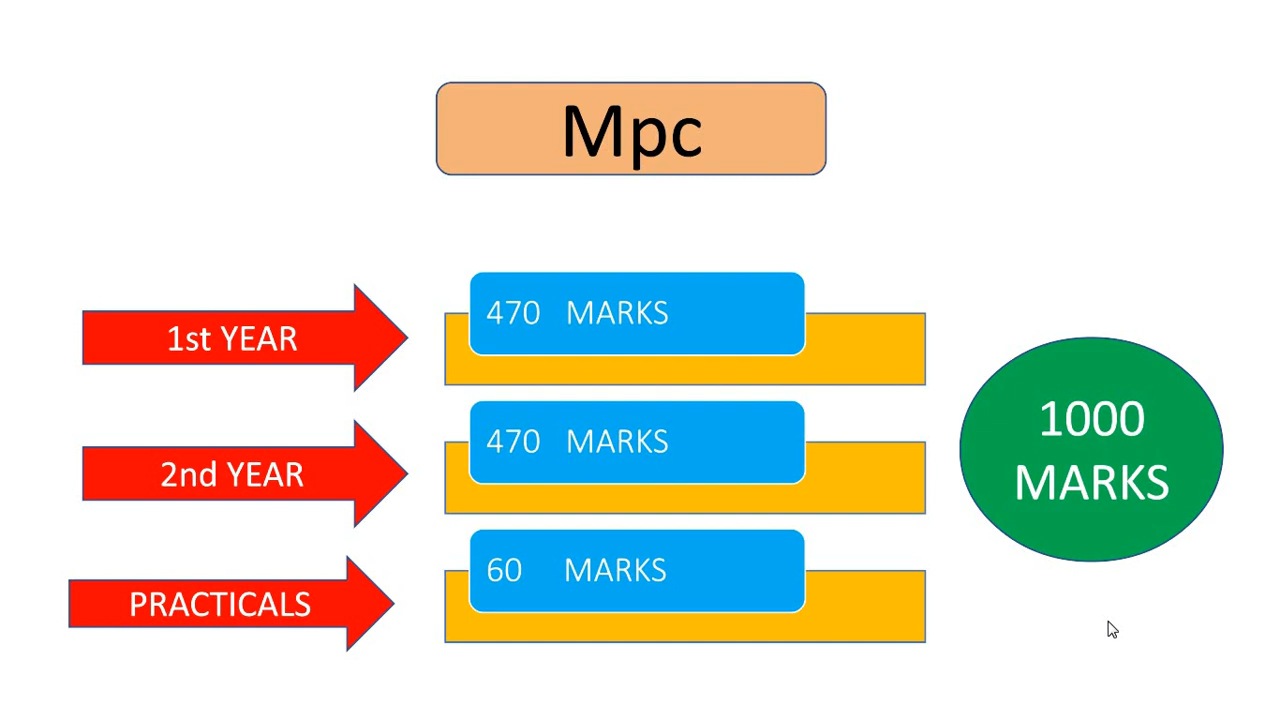 Mpc
1st YEAR
470 MARKS
2nd YEAR
470 MARKS
PRACTICALS
60 MARKS
1000
MARKS